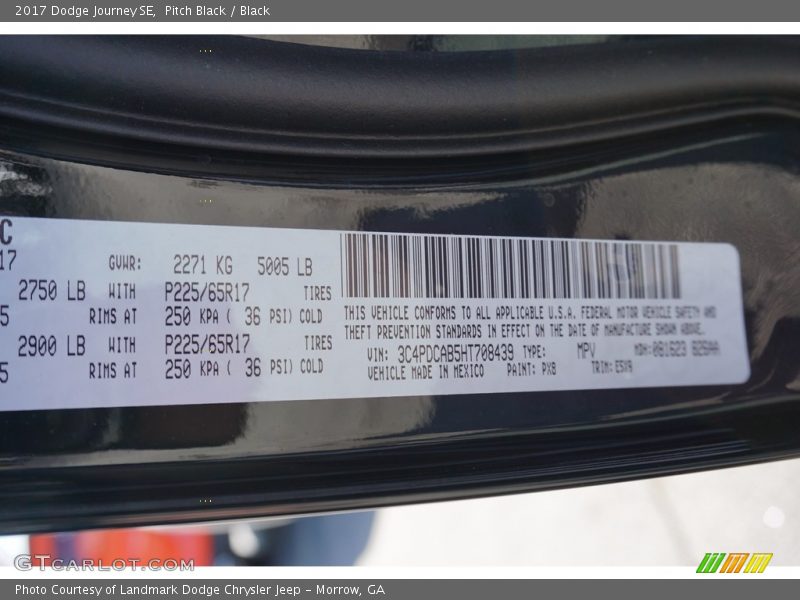 2017 Dodge Journey SE, Pitch Black / Black
C
17 GVWR: 2271 KG 5005 LB
2750 LB WITH P225/65R17 TIRES
5 RIMS AT 250 KPA ( 36 PSI) COLD
2900 LB WITH P225/65R17 TIRES
5 RIMS AT 250 KPA ( 36 PSI) COLD
THIS VEHICLE CONFORMS TO ALL APPLICABLE U.S.A. FEDERAL MOTOR VEHICLE SAFETY AND
THEFT PREVENTION STANDARDS IN EFFECT ON THE DATE OF MANUFACTURE SHOWN ABOVE.
VIN: 3C4PDCAB5HT708439 TYPE: MPV MDH:
VEHICLE MADE IN MEXICO PAINT: PX8 TRIM:
GTCARLOT.COM
Photo Courtesy of Landmark Dodge Chrysler Jeep - Morrow, GA